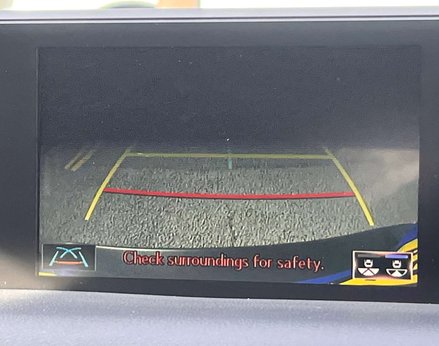 Check surroundings for safety.